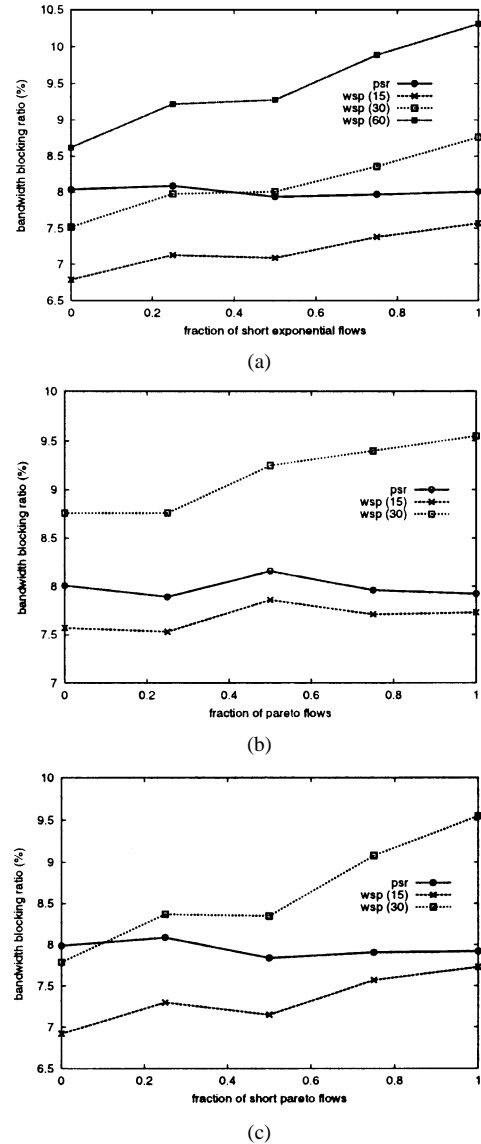 10.5
10
9.5
9
8.5
8
7.5
7
6.5
bandwidth blocking ratio (%)
psr
wsp (15)
wsp (30)
wsp (60)
0 0.2 0.4 0.6 0.8 1
fraction of short exponential flows
(a)
10
9.5
9
8.5
8
7.5
7
bandwidth blocking ratio (%)
psr
wsp (15)
wsp (30)
0 0.2 0.4 0.6 0.8 1
fraction of pareto flows
(b)
10
9.5
9
8.5
8
7.5
7
6.5
bandwidth blocking ratio (%)
psr
wsp (15)
wsp (30)
0 0.2 0.4 0.6 0.8 1
fraction of short pareto flows
(c)